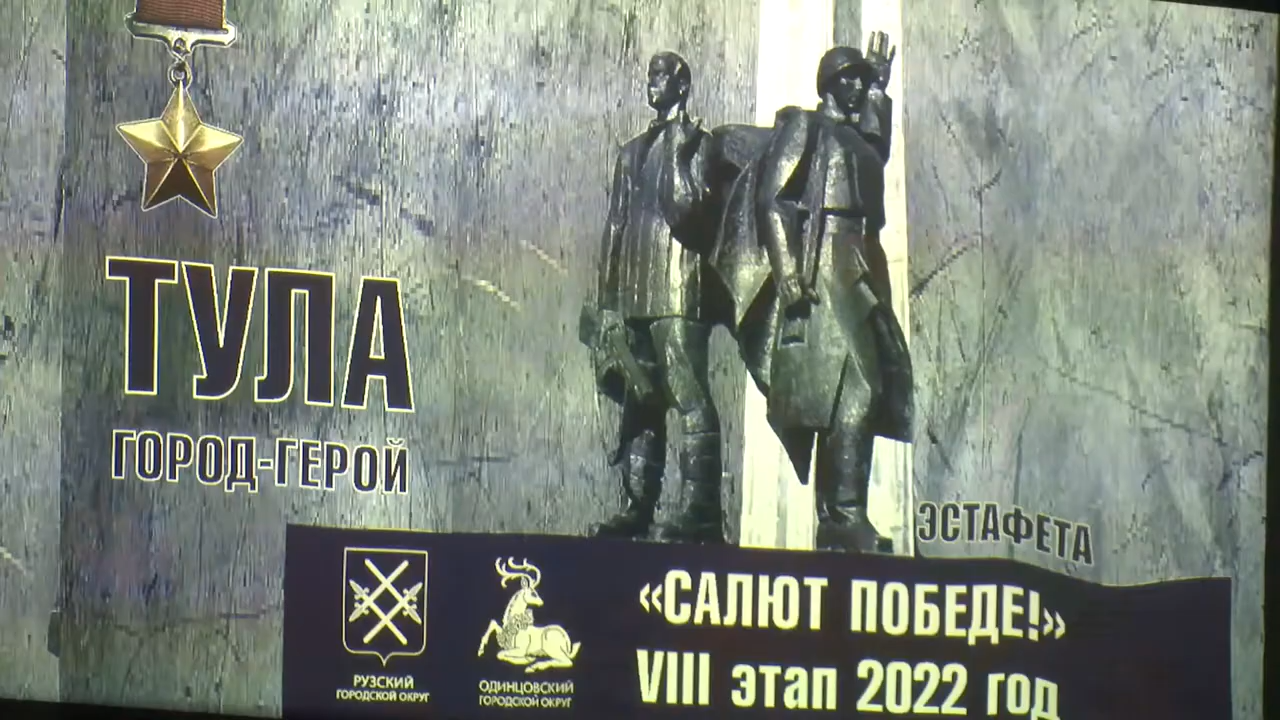 ТУЛА
ГОРОД-ГЕРОЙ
ЭСТАФЕТА
«САЛЮТ ПОБЕДЕ!»
VIII этап 2022 год
РУЗСКИЙ
ГОРОДСКОЙ ОКРУГ
ОДИНЦОВСКИЙ
ГОРОДСКОЙ ОКРУГ